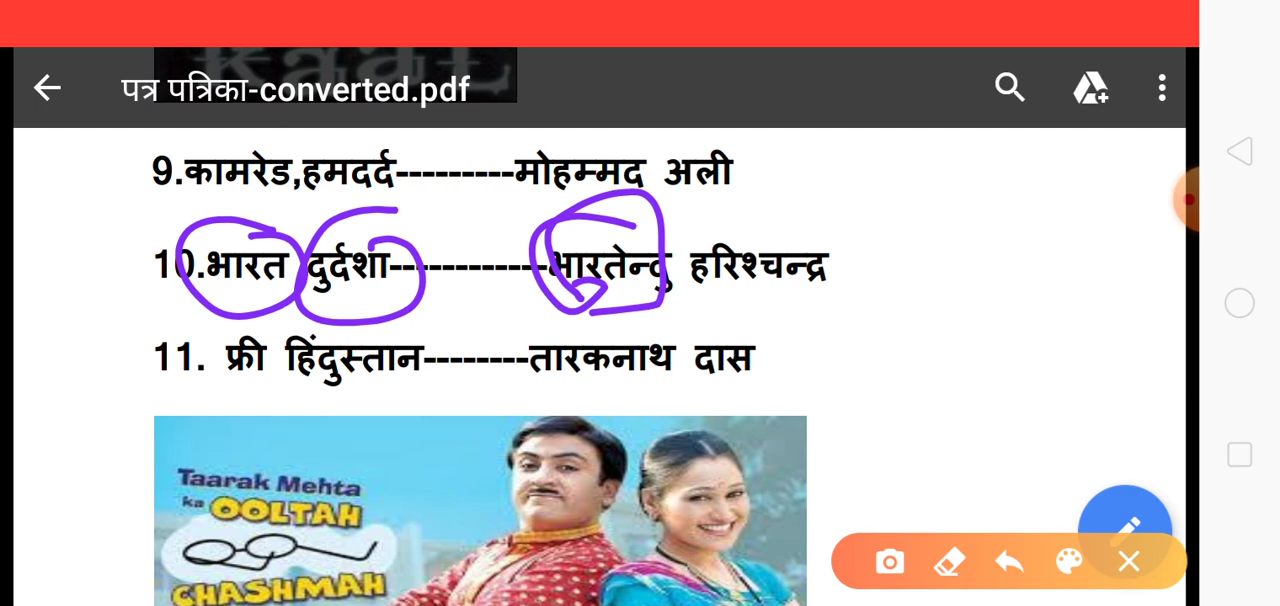 KaaL
पत्र पत्रिका-converted.pdf
9.कामरेड,हमदर्द---------मोहम्मद अली
10.भारत दुर्दशा------------भारतेन्दु हरिश्चन्द्र
11. फ्री हिंदुस्तान--------तारकनाथ दास
Taarak Mehta
ka OOLTAH
CHASHMAH